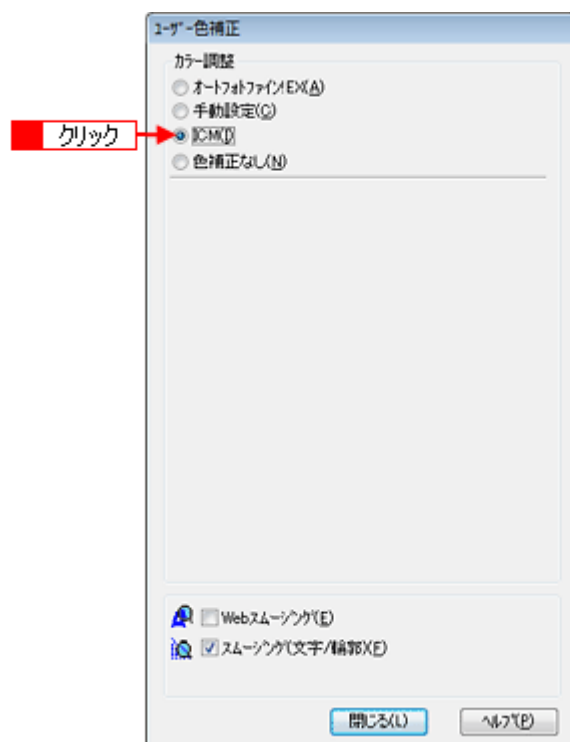 ユーザー色補正
カラー調整
オートフォトファイン!EX(A)
手動設定(C)
クリック
ICM(I)
色補正なし(N)
Webスムージング(E)
スムージング(文字/輪郭)(F)
閉じる(L)
ヘルプ(P)